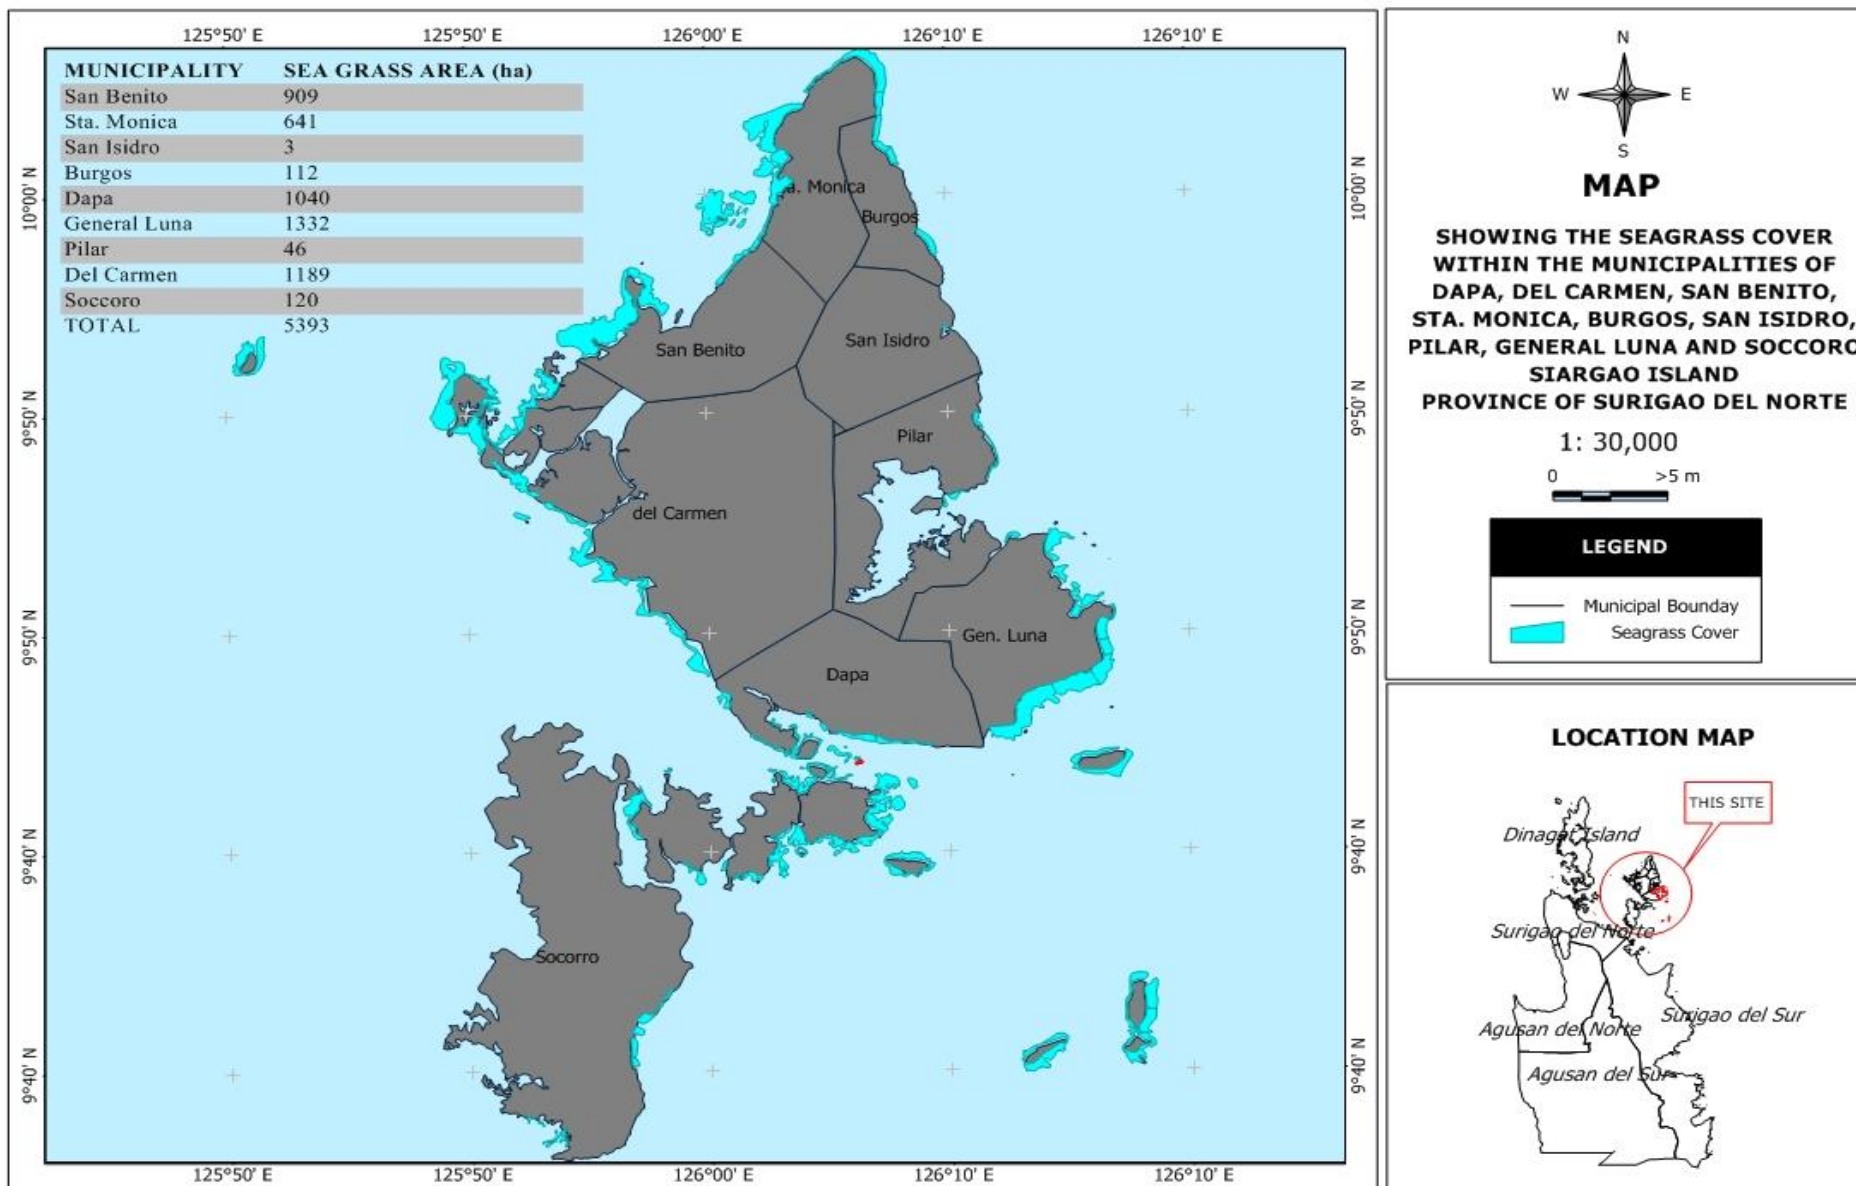 125°50' E 125°50' E 126°00' E 126°10' E 126°10' E
MUNICIPALITY SEA GRASS AREA (ha)
San Benito 909
Sta. Monica 641
San Isidro 3
Burgos 112
Dapa 1040
General Luna 1332
Pilar 46
Del Carmen 1189
Soccoro 120
TOTAL 5393
10°00' N
9°50' N
9°50' N
9°40' N
9°40' N
a. Monica
Burgos
San Benito
San Isidro
Pilar
del Carmen
Gen. Luna
Dapa
Socorro
10°00' N
9°50' N
9°50' N
9°40' N
9°40' N
125°50' E 125°50' E 126°00' E 126°10' E 126°10' E
N
W E
S
MAP
SHOWING THE SEAGRASS COVER
WITHIN THE MUNICIPALITIES OF
DAPA, DEL CARMEN, SAN BENITO,
STA. MONICA, BURGOS, SAN ISIDRO,
PILAR, GENERAL LUNA AND SOCCORO
SIARGAO ISLAND
PROVINCE OF SURIGAO DEL NORTE
1: 30,000
0 >5 m
LEGEND
Municipal Bounday
Seagrass Cover
LOCATION MAP
THIS SITE
Dinagat Island
Surigao del Norte
Surigao del Sur
Agusan del Norte
Agusan del Sur